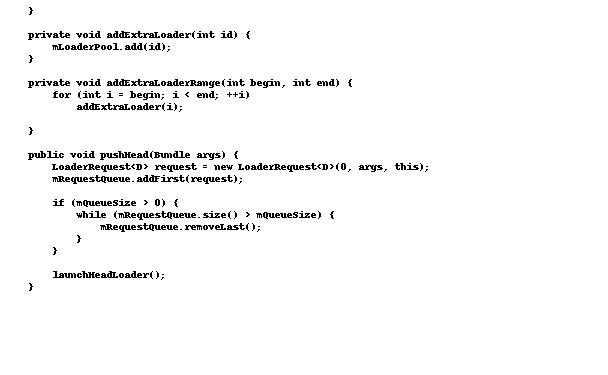 }

private void addExtraLoader(int id) {
    mLoaderPool.add(id);
}

private void addExtraLoaderRange(int begin, int end) {
    for (int i = begin; i < end; ++i)
        addExtraLoader(i);

}

public void pushHead(Bundle args) {
    LoaderRequest<D> request = new LoaderRequest<D>(0, args, this);
    mRequestQueue.addFirst(request);

    if (mQueueSize > 0) {
        while (mRequestQueue.size() > mQueueSize) {
            mRequestQueue.removeLast();
        }
    }

    launchHeadLoader();
}